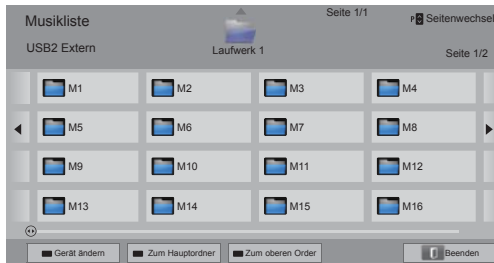 Musikliste
Seite 1/1
P Seitenwechsel
USB2 Extern
Laufwerk 1
Seite 1/2
M1 M2 M3 M4
M5 M6 M7 M8
M9 M10 M11 M12
M13 M14 M15 M16
Gerät ändern Zum Hauptordner Zum oberen Order Beenden